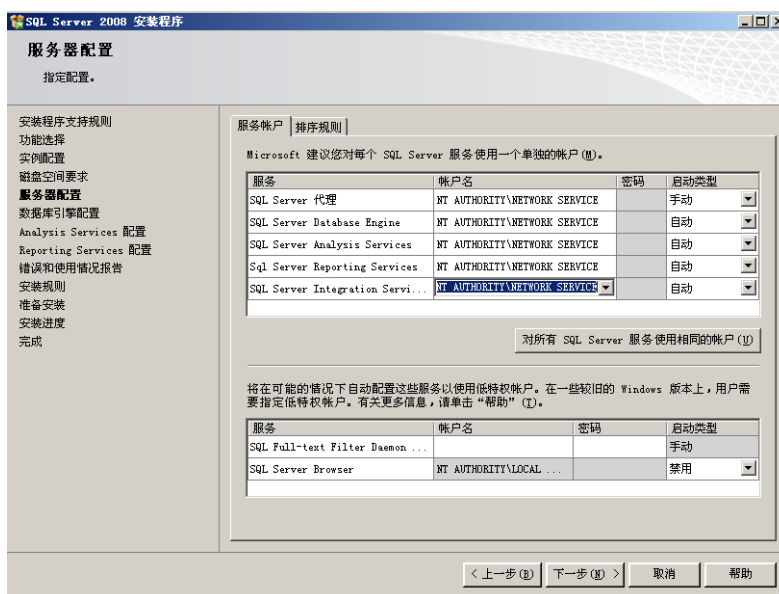 SQL Server 2008 安装程序
服务器配置
指定配置。
安装程序支持规则
功能选择
实例配置
磁盘空间要求
服务器配置
数据库引擎配置
Analysis Services 配置
Reporting Services 配置
错误和使用情况报告
安装规则
准备安装
安装进度
完成
服务帐户 排序规则
Microsoft 建议您对每个 SQL Server 服务使用一个单独的帐户(M)。
服务 帐户名 密码 启动类型
SQL Server 代理 NT AUTHORITY\NETWORK SERVICE 手动
SQL Server Database Engine NT AUTHORITY\NETWORK SERVICE 自动
SQL Server Analysis Services NT AUTHORITY\NETWORK SERVICE 自动
Sql Server Reporting Services NT AUTHORITY\NETWORK SERVICE 自动
SQL Server Integration Servi... NT AUTHORITY\NETWORK SERVICE 自动
对所有 SQL Server 服务使用相同的帐户(U)
将在可能的情况下自动配置这些服务以使用低特权帐户。在一些较旧的 Windows 版本上，用户需
要指定低特权帐户。有关更多信息，请单击“帮助”(I)。
服务 帐户名 密码 启动类型
SQL Full-text Filter Daemon ... 手动
SQL Server Browser NT AUTHORITY\LOCAL ... 禁用
< 上一步(B) 下一步(N) > 取消 帮助